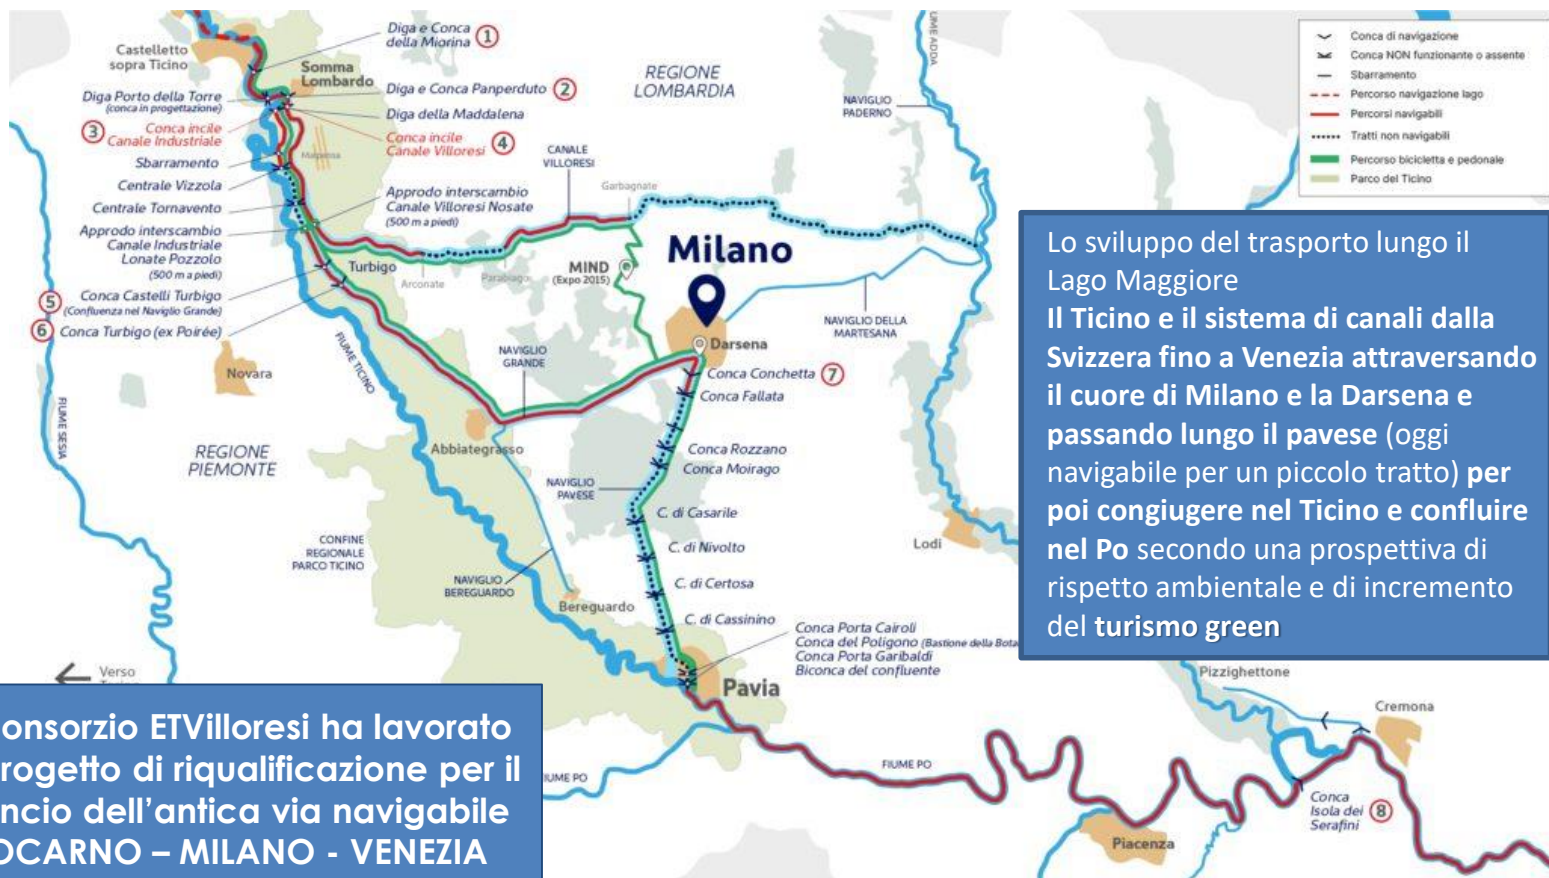 Diga e Conca
della Miorina 1
Castelletto
sopra Ticino
Somma
Lombardo
Diga Porto della Torre
(conca in progettazione)
Diga e Conca Panperduto 2
Diga della Maddalena
3 Conca incile
Canale Industriale
Conca incile
Canale Villoresi 4
Malpensa
Sbarramento
Centrale Vizzola
Centrale Tornavento
Approdo interscambio
Canale Industriale
Lonate Pozzolo
(500 m a piedi)
Approdo interscambio
Canale Villoresi Nosate
(500 m a piedi)
5 Conca Castelli Turbigo
(Confluenza nel Naviglio Grande)
6 Conca Turbigo (ex Poirée)
Turbigo
Arconate
Parabiago
CANALE
VILLORESI
Garbagnate
REGIONE
LOMBARDIA
NAVIGLIO
PADERNO
FIUME ADDA
MIND
(Expo 2015)
Milano
Darsena
NAVIGLIO DELLA
MARTESANA
NAVIGLIO
GRANDE
Conca Conchetta 7
Conca Fallata
Novara
FIUME TICINO
FIUME SESIA
REGIONE
PIEMONTE
Abbiategrasso
Conca Rozzano
Conca Moirago
NAVIGLIO
PAVESE
C. di Casarile
C. di Nivolto
C. di Certosa
C. di Cassinino
CONFINE
REGIONALE
PARCO TICINO
NAVIGLIO
BEREGUARDO
Bereguardo
Lodi
Conca Porta Cairoli
Conca del Poligono (Bastione della Bota
Conca Porta Garibaldi
Biconca del confluente
Pavia
Verso
FIUME PO
IUME PO
Pizzighettone
Cremona
Conca
Isola dei 8
Serafini
Piacenza
Conca di navigazione
Conca NON funzionante o assente
Sbarramento
Percorso navigazione lago
Percorsi navigabili
Tratti non navigabili
Percorso bicicletta e pedonale
Parco del Ticino
Lo sviluppo del trasporto lungo il
Lago Maggiore
Il Ticino e il sistema di canali dalla
Svizzera fino a Venezia attraversando
il cuore di Milano e la Darsena e
passando lungo il pavese (oggi
navigabile per un piccolo tratto) per
poi congiugere nel Ticino e confluire
nel Po secondo una prospettiva di
rispetto ambientale e di incremento
del turismo green
onsorzio ETVilloresi ha lavorato
rogetto di riqualificazione per il
ncio dell'antica via navigabile
OCARNO – MILANO - VENEZIA